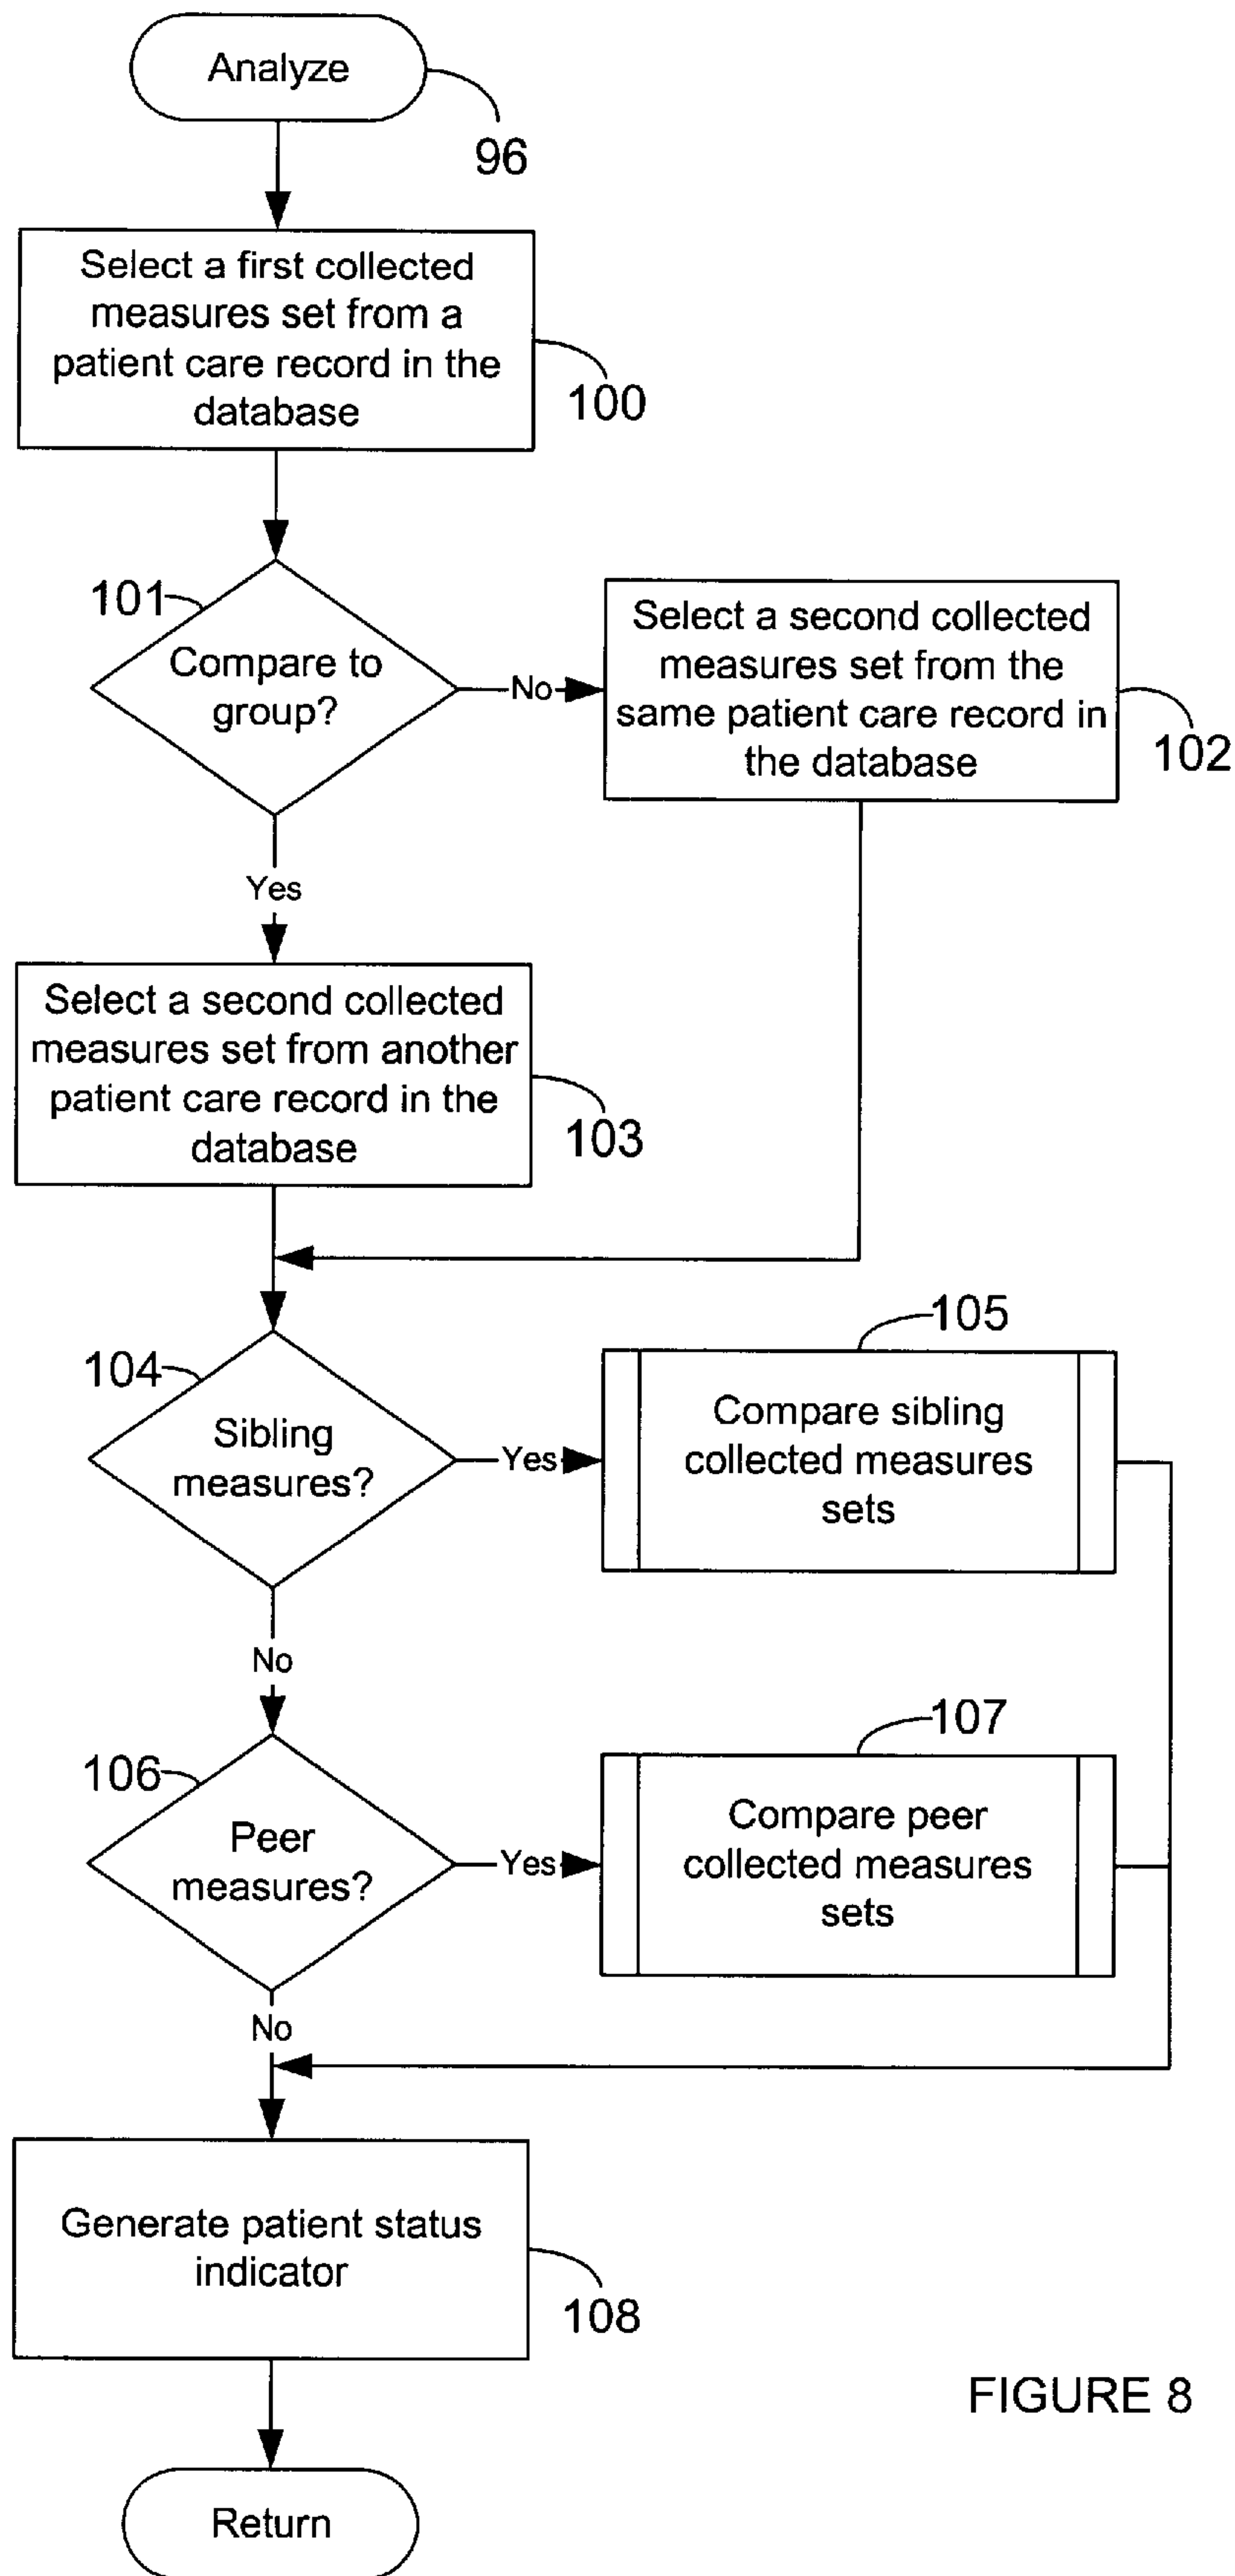 Analyze
96
Select a first collected
measures set from a
patient care record in the
database
100
101
Compare to
group?
No
Select a second collected
measures set from the
same patient care record in
the database
102
Yes
Select a second collected
measures set from another
patient care record in the
database
103
104
Sibling
measures?
Yes
105
Compare sibling
collected measures
sets
No
106
Peer
measures?
Yes
107
Compare peer
collected measures
sets
No
Generate patient status
indicator
108
FIGURE 8
Return